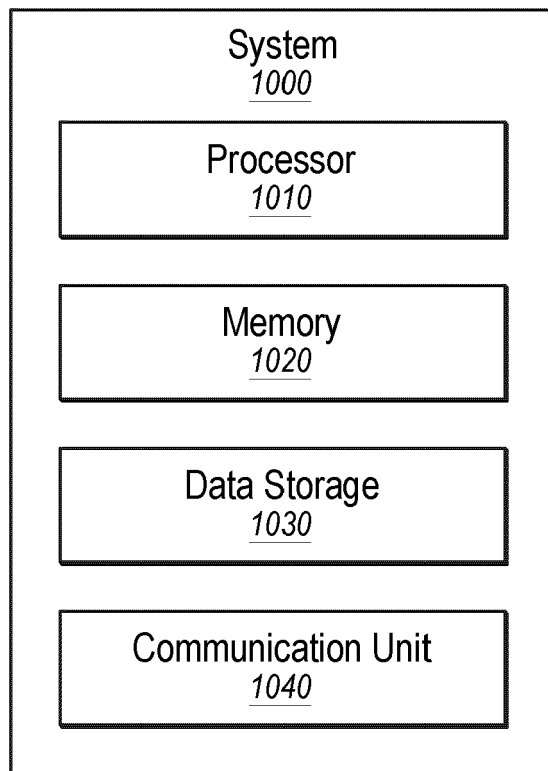 System
1000
Processor
1010
Memory
1020
Data Storage
1030
Communication Unit
1040